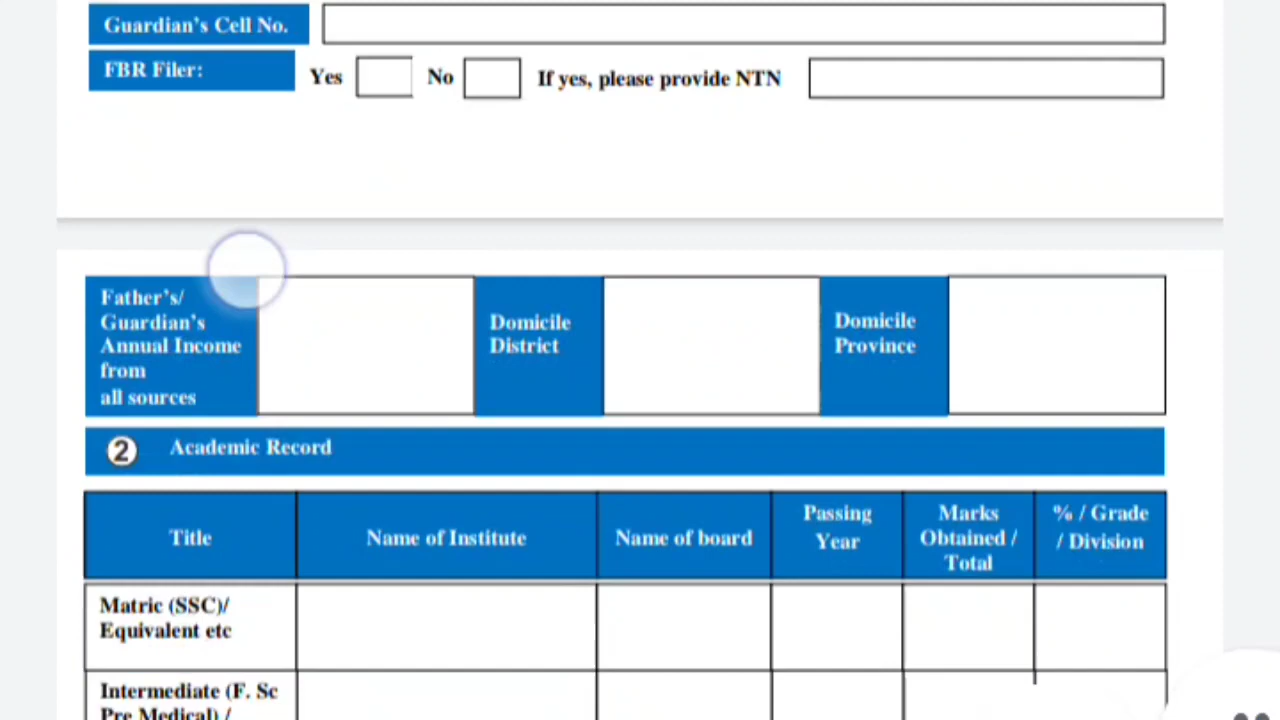 Guardian's Cell No.
FBR Filer: Yes No If yes, please provide NTN
Father's/
Guardian's
Annual Income
from
all sources
Domicile
District
Domicile
Province
2 Academic Record
Title
Name of Institute
Name of board
Passing
Year
Marks
Obtained /
Total
% / Grade
/ Division
Matric (SSC)/
Equivalent etc
Intermediate (F. Sc
Pre Medical) /